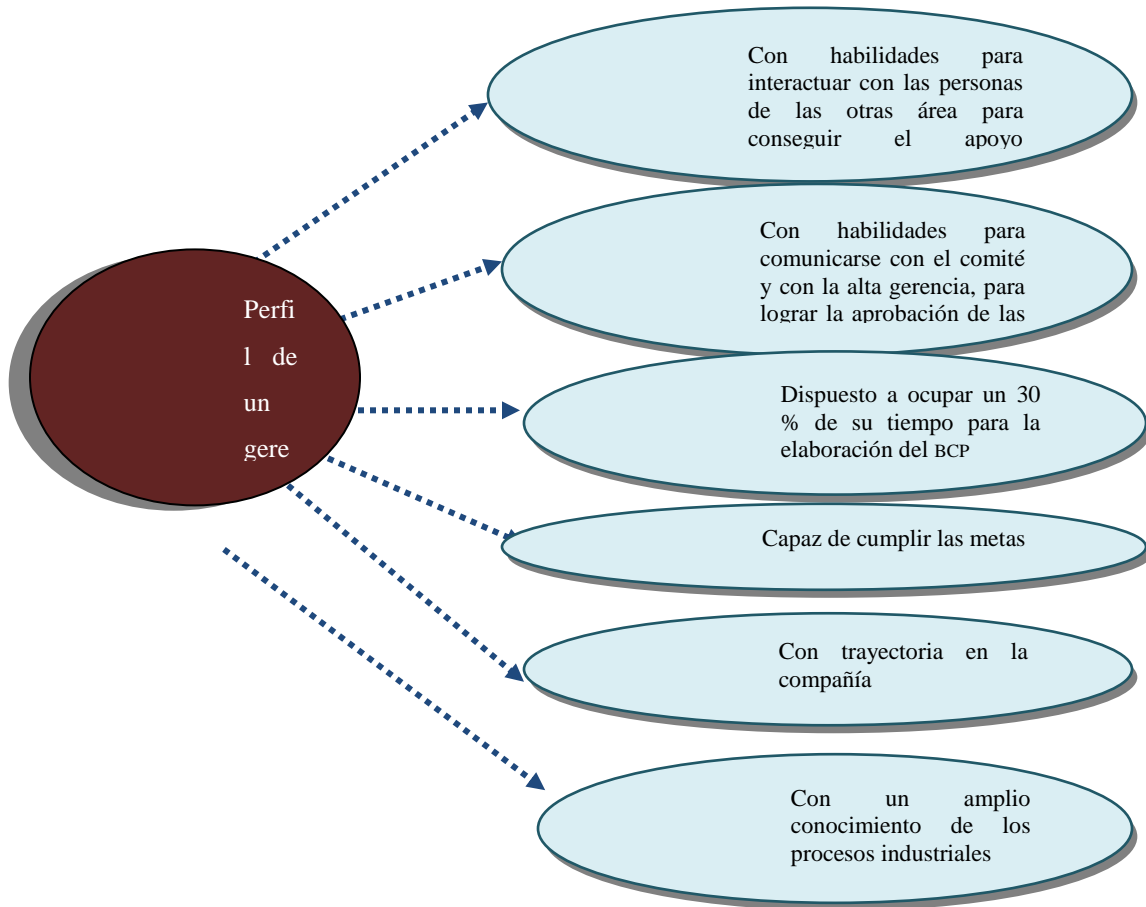 Con habilidades para
interactuar con las personas
de las otras área para
conseguir el apoyo
Con habilidades para
comunicarse con el comité
y con la alta gerencia, para
lograr la aprobación de las
Perfi
l de
un
gere
Dispuesto a ocupar un 30
% de su tiempo para la
elaboración del BCP
Capaz de cumplir las metas
Con trayectoria en la
compañía
Con un amplio
conocimiento de los
procesos industriales